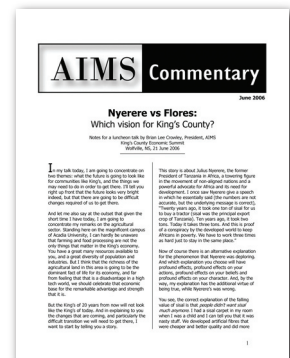 AIMS Commentary
June 2006
Nyerere vs Flores:
Which vision for King's County?
Notes for a luncheon talk by Brian Lee Crowley, President, AIMS
King's County Economic Summit
Wolfville, NS, 21 June 2006
In my talk today, I am going to concentrate on
two themes: what the future is going to look like
for communities like King's, and the things we
may need to do in order to get there. I'll tell you
right up front that the future looks very bright
indeed, but that there are going to be difficult
changes required of us to get there.
And let me also say at the outset that given the
short time I have today, I am going to
concentrate my remarks on the agricultural
sector. Standing here on the magnificent campus
of Acadia University, I can hardly be unaware
that farming and food processing are not the
only things that matter in the King's economy.
You have a great many resources available to
you, and a great diversity of population and
industries. But I think that the richness of the
agricultural land in this area is going to be the
dominant fact of life for its economy, and far
from feeling that that is a disadvantage in a high
tech world, we should celebrate that economic
base for the remarkable advantage and strength
that it is.
But the King's of 20 years from now will not look
like the King's of today. And in explaining to you
the changes that are coming, and particularly the
difficult transition we will need to get there, I
want to start by telling you a story.
This story is about Julius Nyerere, the former
President of Tanzania in Africa, a towering figure
in the movement of non-aligned nations and a
powerful advocate for Africa and its need for
development. I once saw Nyerere give a speech
in which he essentially said (the numbers are not
accurate, but the underlying message is correct),
"Twenty years ago, it took one ton of sisal for us
to buy a tractor (sisal was the principal export
crop of Tanzania). Ten years ago, it took two
tons. Today it takes three tons. And this is proof
of a conspiracy by the developed world to keep
Africans in poverty. We have to work three times
as hard just to stay in the same place."
Now of course there is an alternative explanation
for the phenomenon that Nyerere was deploring.
And which explanation you choose will have
profound effects, profound effects on your
actions, profound effects on your beliefs and
profound effects on your character. And, by the
way, my explanation has the additional virtue of
being true, while Nyerere's was wrong.
You see, the correct explanation of the falling
value of sisal is that people didn't want sisal
much anymore. I had a sisal carpet in my room
when I was a child and I can tell you that it was
nasty stuff. We developed artificial fibres that
were cheaper and better quality and did more
1